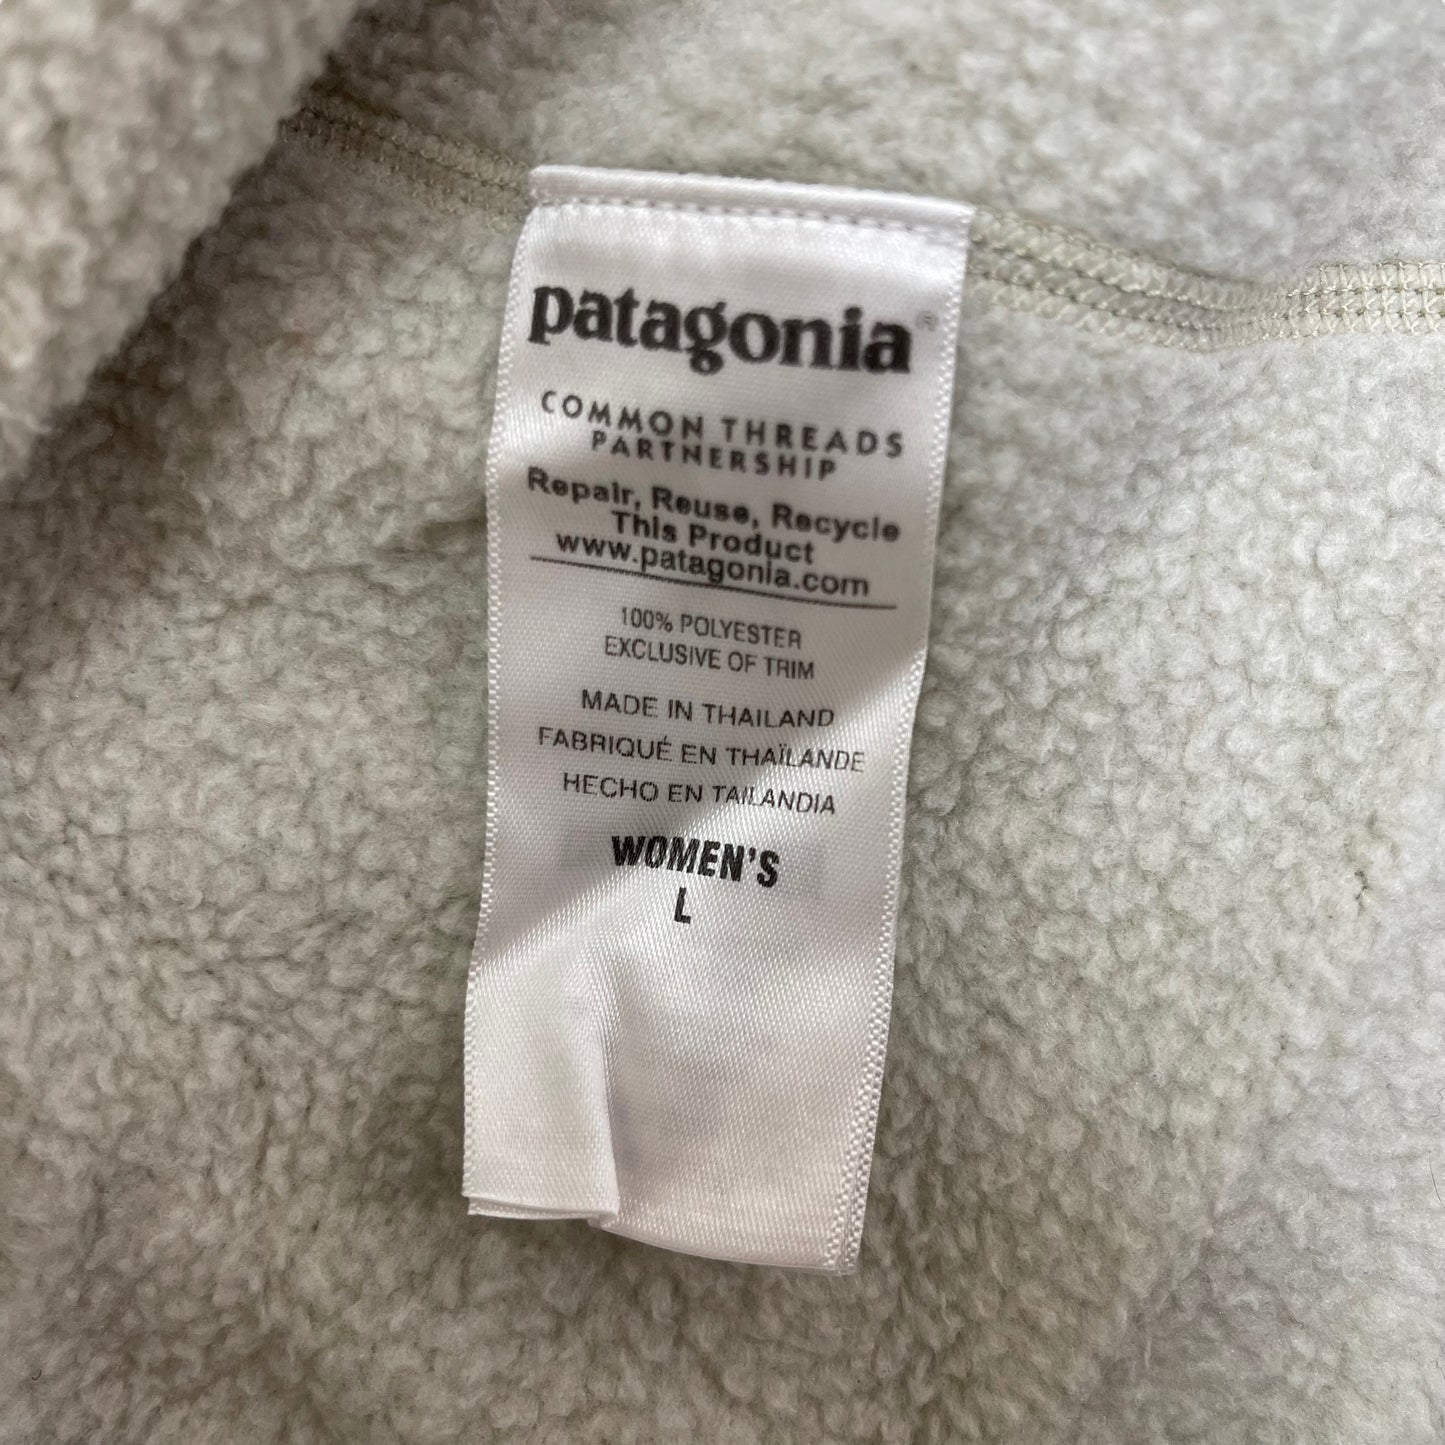 patagonia®
COMMON THREADS
PARTNERSHIP
Repair, Reuse, Recycle
This Product
www.patagonia.com
100% POLYESTER
EXCLUSIVE OF TRIM
MADE IN THAILAND
FABRIQUÉ EN THAÏLANDE
HECHO EN TAILANDIA
WOMEN'S
L